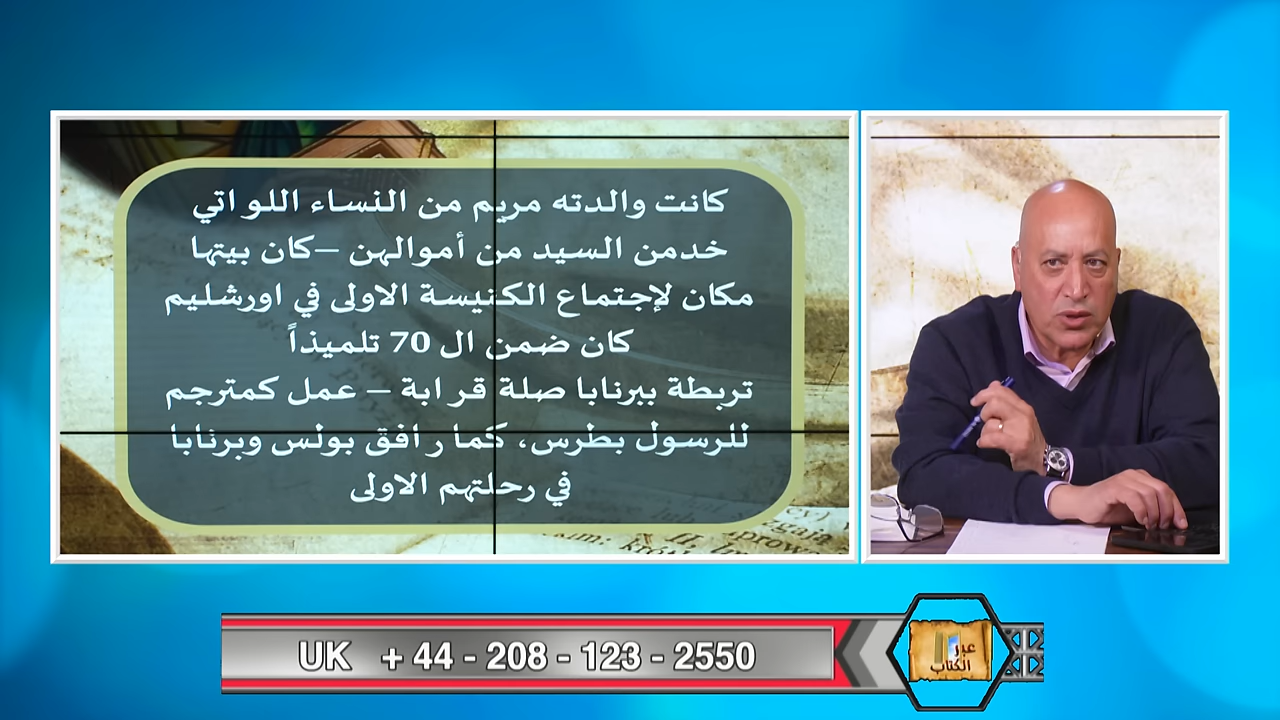 كانت والدته مريم من النساء اللواتي
خدمن السيد من أموالهن –كان بيتها
مكان لإجتماع الكنيسة الاولى في اورشليم
كان ضمن ال 70 تلميذاً
تربطة ببرنابا صلة قرابة – عمل كمترجم
للرسول بطرس، كما رافق بولس وبرنابا
في رحلتهم الاولى
UK + 44 - 208 - 123 - 2550
عبر
الكتاب